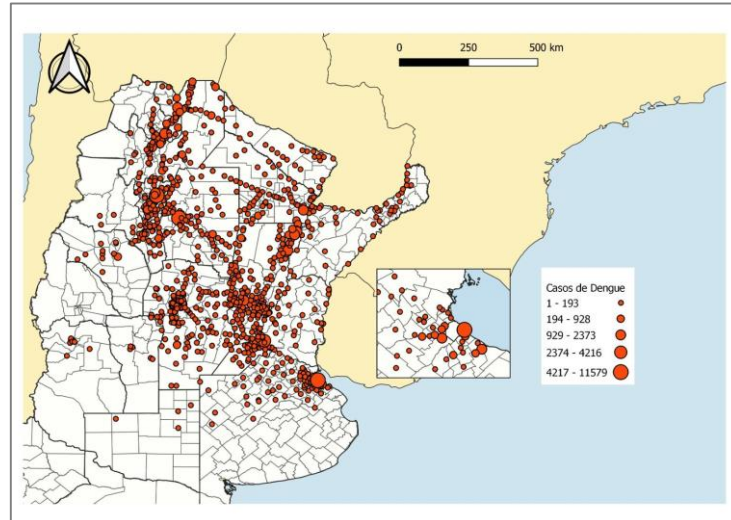 0 250 500 km
Casos de Dengue
1 - 193
194 - 928
929 - 2373
2374 - 4216
4217 - 11579